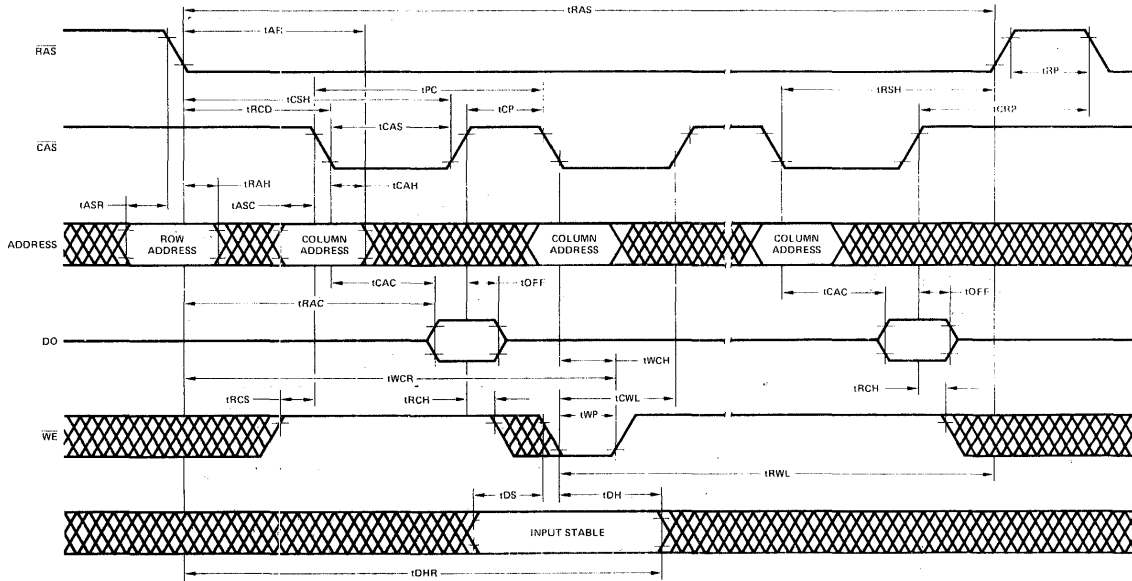 tRAS
tAR
RAS
tRP
tPC
tCSH
tRSH
tRCD
tCP
tCRP
tCAS
CAS
tRAH
tCAH
tASR
tASC
ADDRESS
ROW ADDRESS
COLUMN ADDRESS
COLUMN ADDRESS
COLUMN ADDRESS
tCAC
tOFF
tCAC
tOFF
tRAC
DO
tWCH
tWCR
tRCS
tRCH
tCWL
tRCH
tWP
WE
tRWL
tDS
tDH
INPUT STABLE
tDHR